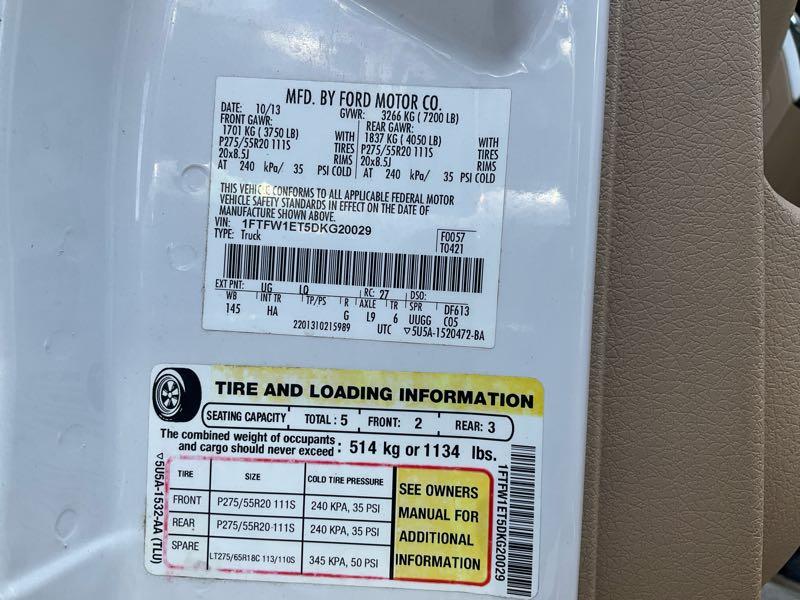 MFD. BY FORD MOTOR CO.
DATE: 10/13 GVWR: 3266 KG ( 7200 LB)
FRONT GAWR: REAR GAWR:
1701 KG ( 3750 LB) WITH 1837 KG ( 4050 LB) WITH
P275/55R20 111S TIRES P275/55R20 111S TIRES
20x8.5J RIMS 20x8.5J RIMS
AT 240 kPa/ 35 PSI COLD AT 240 kPa/ 35 PSI COLD
THIS VEHICLE CONFORMS TO ALL APPLICABLE FEDERAL MOTOR
VEHICLE SAFETY STANDARDS IN EFFECT ON THE DATE OF
MANUFACTURE SHOWN ABOVE.
VIN: 1FTFW1ET5DKG20029
TYPE: Truck
F0057
T0421
EXT PNT: UG LQ RC: 27 DSO:
WB INT TR TP/PS R AXLE TR SPR DF613
145 HA G L9 6 UUGG C05
2201310215989 UTC ▽5U5A-1520472-BA
TIRE AND LOADING INFORMATION
SEATING CAPACITY TOTAL : 5 FRONT: 2 REAR: 3
The combined weight of occupants
and cargo should never exceed : 514 kg or 1134 lbs.
TIRE SIZE COLD TIRE PRESSURE
FRONT P275/55R20 111S 240 KPA, 35 PSI
REAR P275/55R20 111S 240 KPA, 35 PSI
SPARE LT275/65R18C 113/110S 345 KPA, 50 PSI
SEE OWNERS
MANUAL FOR
ADDITIONAL
INFORMATION
▽5U5A-1532-AA (TLU)
1FTFW1ET5DKG20029